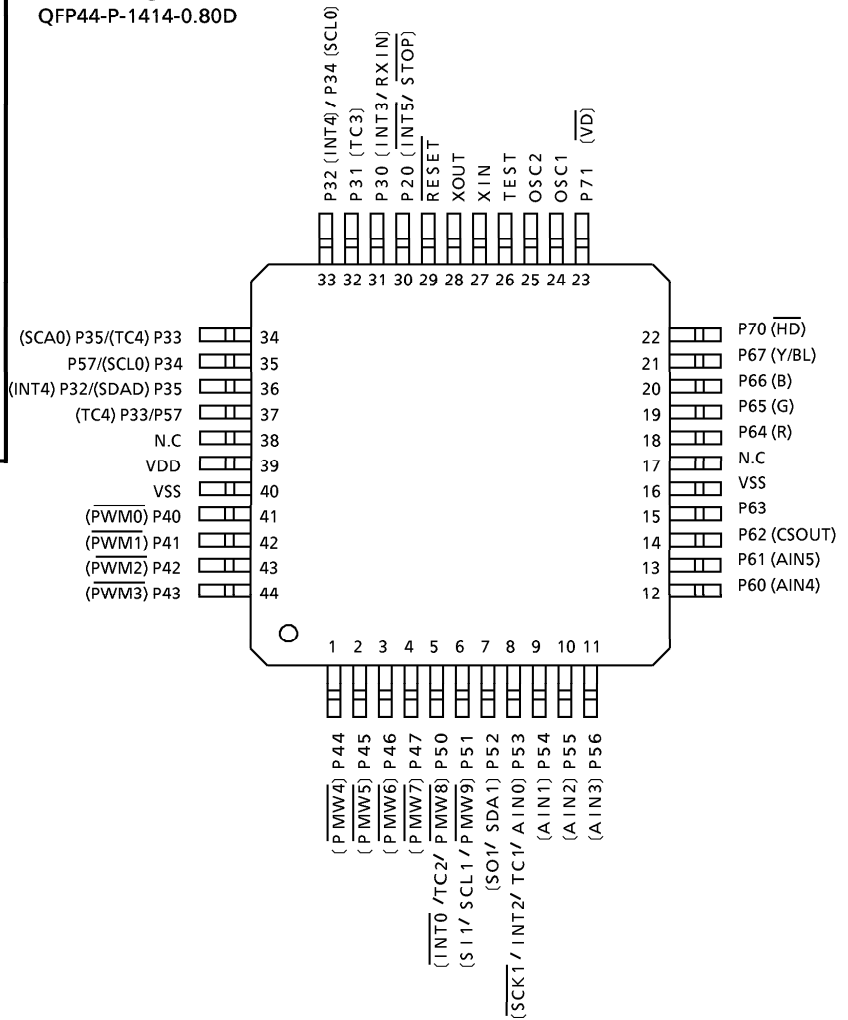 QFP44-P-1414-0.80D
P32 (INT4) / P34 (SCL0)
P31 (TC3)
P30 (INT3/ RXIN)
P20 (INT5/ STOP)
RESET
XOUT
XIN
TEST
OSC2
OSC1
P71 (VD)
33 32 31 30 29 28 27 26 25 24 23
(SCA0) P35/(TC4) P33 34
P57/(SCL0) P34 35
(INT4) P32/(SDAD) P35 36
(TC4) P33/P57 37
N.C 38
VDD 39
VSS 40
(PWM0) P40 41
(PWM1) P41 42
(PWM2) P42 43
(PWM3) P43 44
22 P70 (HD)
21 P67 (Y/BL)
20 P66 (B)
19 P65 (G)
18 P64 (R)
17 N.C
16 VSS
15 P63
14 P62 (CSOUT)
13 P61 (AIN5)
12 P60 (AIN4)
1 2 3 4 5 6 7 8 9 10 11
(PMW4) P44
(PMW5) P45
(PMW6) P46
(PMW7) P47
(INT0 /TC2/ PMW8) P50
(SI1/ SCL1 /PMW9) P51
(SO1/ SDA1) P52
(SCK1/ INT2/ TC1/ AIN0) P53
(AIN1) P54
(AIN2) P55
(AIN3) P56